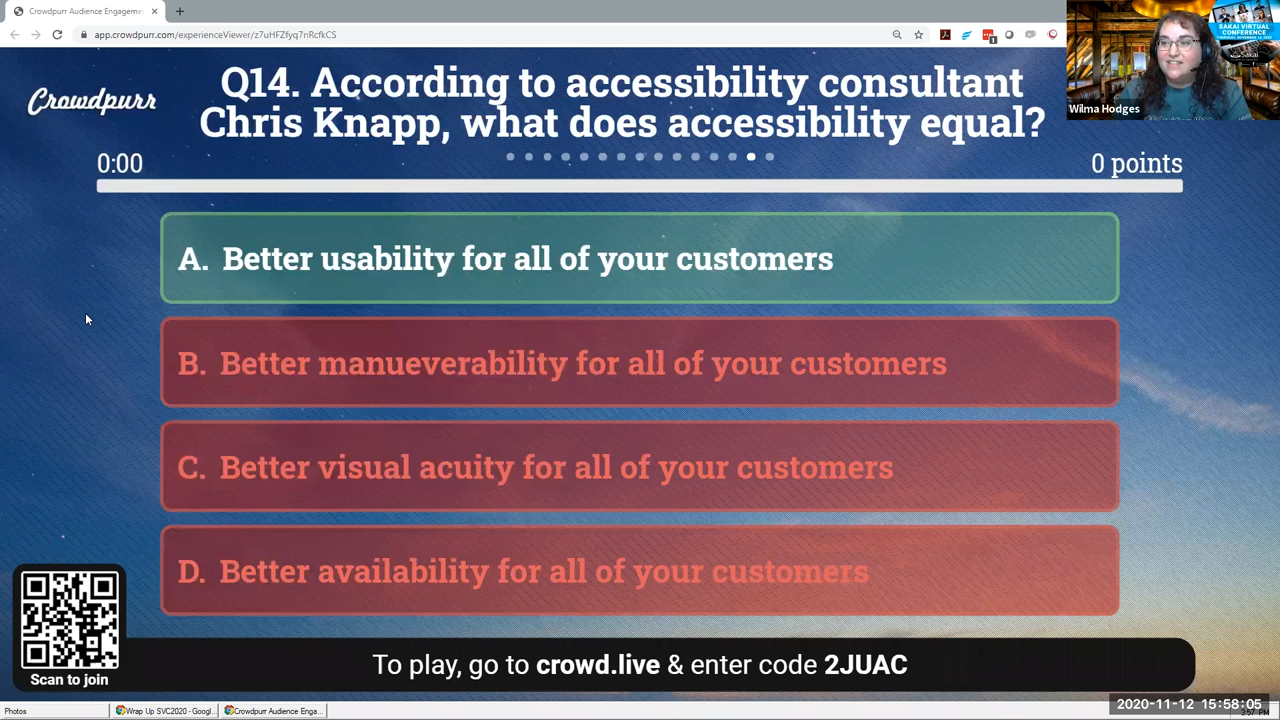 Crowdpurr Audience Engagem
app.crowdpurr.com/experienceViewer/z7uHFZfyq7nRcfkCS
SAKAI VIRTUAL
CONFERENCE
Wilma Hodges
Crowdpurr
Q14. According to accessibility consultant
Chris Knapp, what does accessibility equal?
0:00
0 points
A. Better usability for all of your customers
B. Better manueverability for all of your customers
C. Better visual acuity for all of your customers
D. Better availability for all of your customers
Scan to join
To play, go to crowd.live & enter code 2JUAC
Photos
Wrap Up SVC2020 - Googl...
Crowdpurr Audience Enga...
2020-11-12 15:58:05
3:57 PM